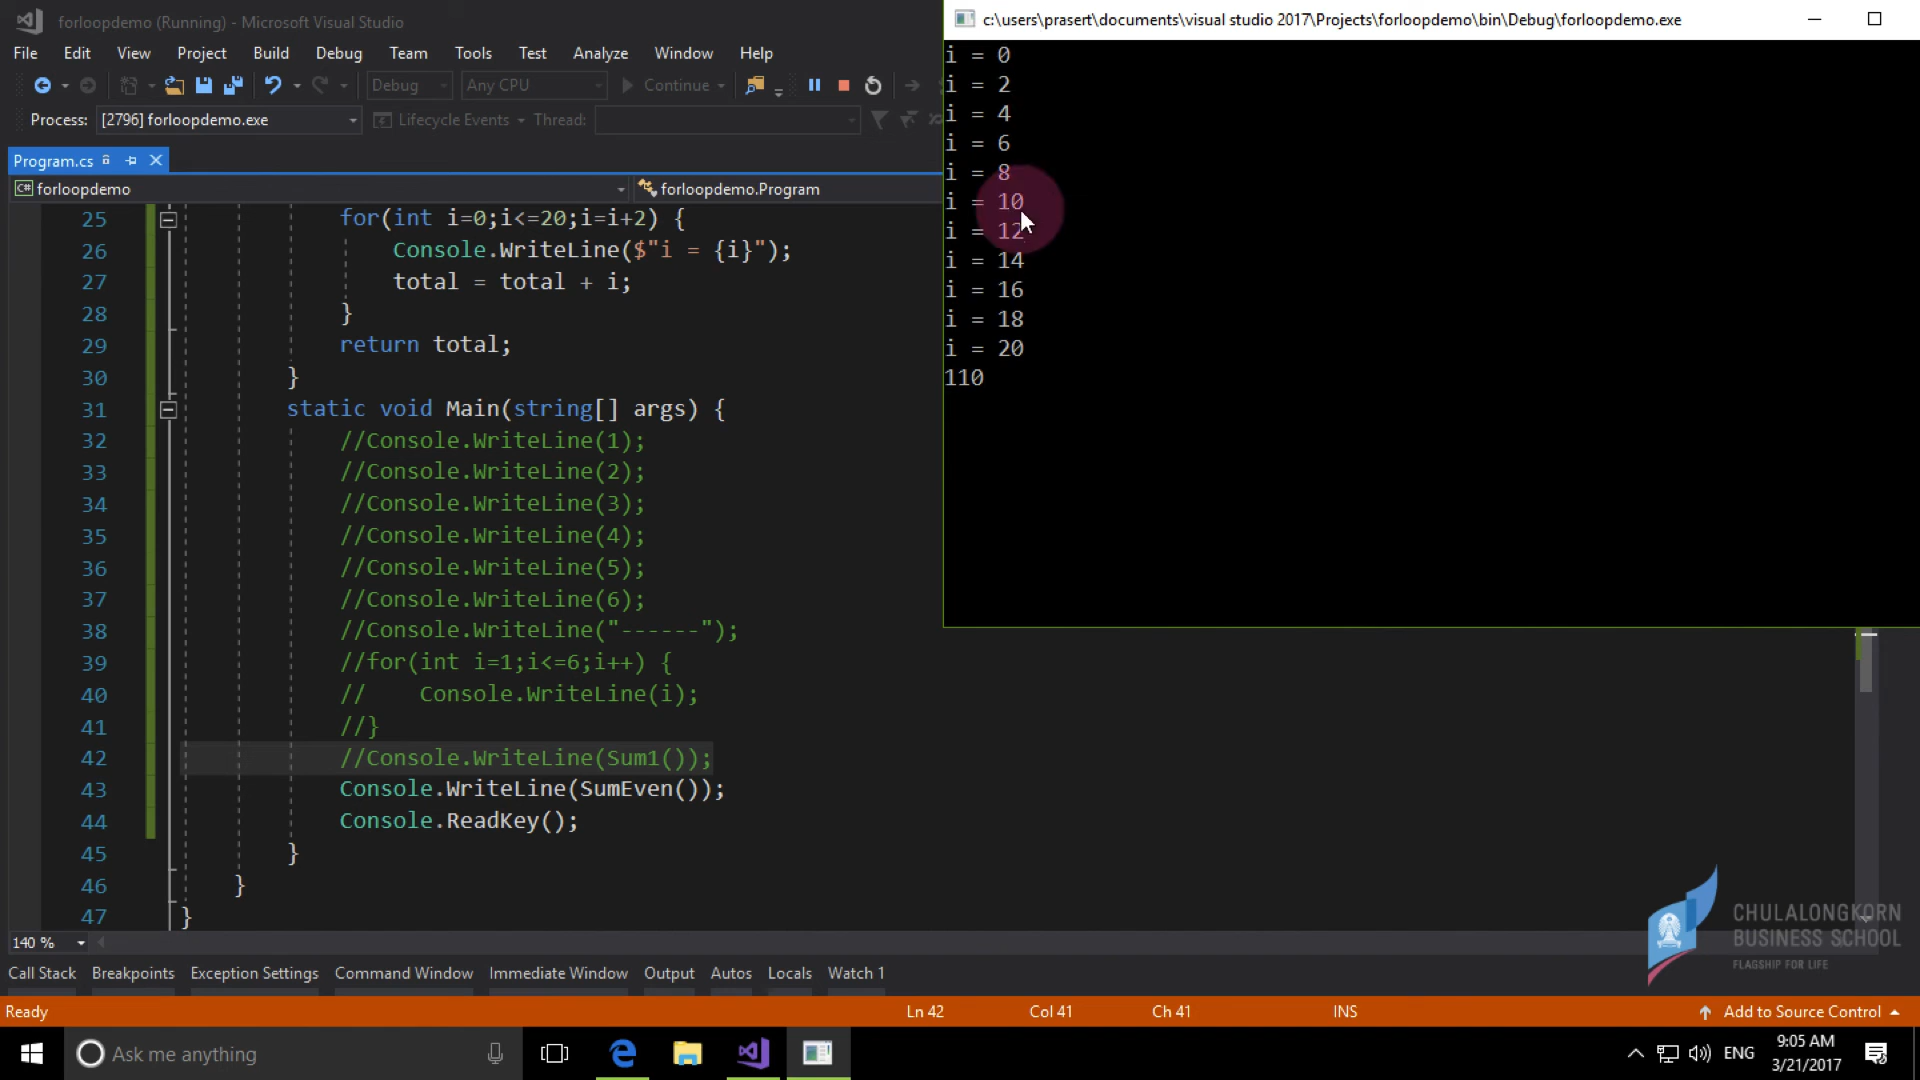 forloopdemo (Running) - Microsoft Visual Studio
File Edit View Project Build Debug Team Tools Test Analyze Window Help
Debug Any CPU Continue
Process: [2796] forloopdemo.exe Lifecycle Events Thread:
Program.cs
C# forloopdemo forloopdemo.Program
25 for(int i=0;i<=20;i=i+2) {
26 Console.WriteLine($"i = {i}");
27 total = total + i;
28 }
29 return total;
30 }
31 static void Main(string[] args) {
32 //Console.WriteLine(1);
33 //Console.WriteLine(2);
34 //Console.WriteLine(3);
35 //Console.WriteLine(4);
36 //Console.WriteLine(5);
37 //Console.WriteLine(6);
38 //Console.WriteLine("------");
39 //for(int i=1;i<=6;i++) {
40 //    Console.WriteLine(i);
41 //}
42 //Console.WriteLine(Sum1());
43 Console.WriteLine(SumEven());
44 Console.ReadKey();
45 }
46 }
47 }
140 %
Call Stack Breakpoints Exception Settings Command Window Immediate Window Output Autos Locals Watch 1
Ready Ln 42 Col 41 Ch 41 INS Add to Source Control
c:\users\prasert\documents\visual studio 2017\Projects\forloopdemo\bin\Debug\forloopdemo.exe
i = 0
i = 2
i = 4
i = 6
i = 8
i = 10
i = 12
i = 14
i = 16
i = 18
i = 20
110
CHULALONGKORN
BUSINESS SCHOOL
FLAGSHIP FOR LIFE
Ask me anything
ENG
9:05 AM
3/21/2017